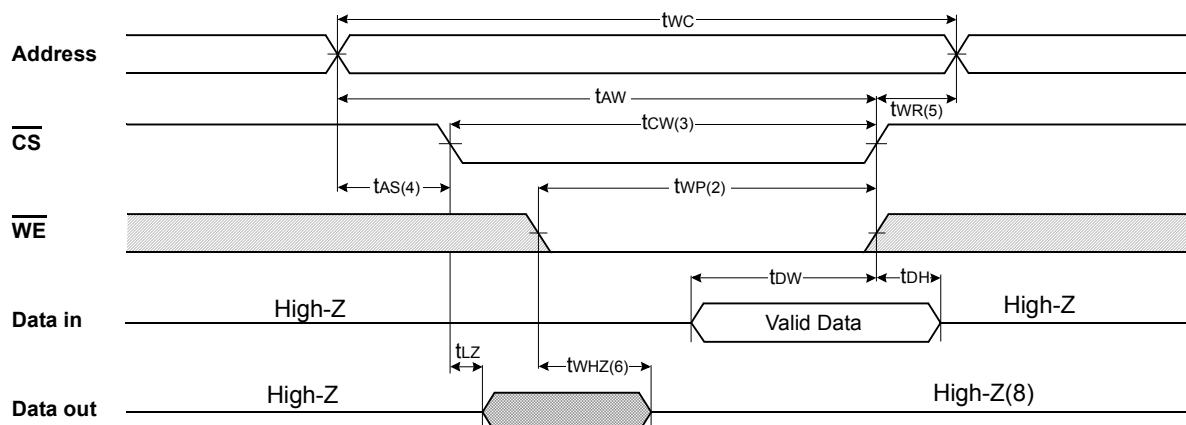 tWC
Address
tAW
tWR(5)
CS
tCW(3)
tAS(4)
tWP(2)
WE
tDW
tDH
High-Z
High-Z
Data in
Valid Data
tLZ
tWHZ(6)
High-Z
High-Z(8)
Data out